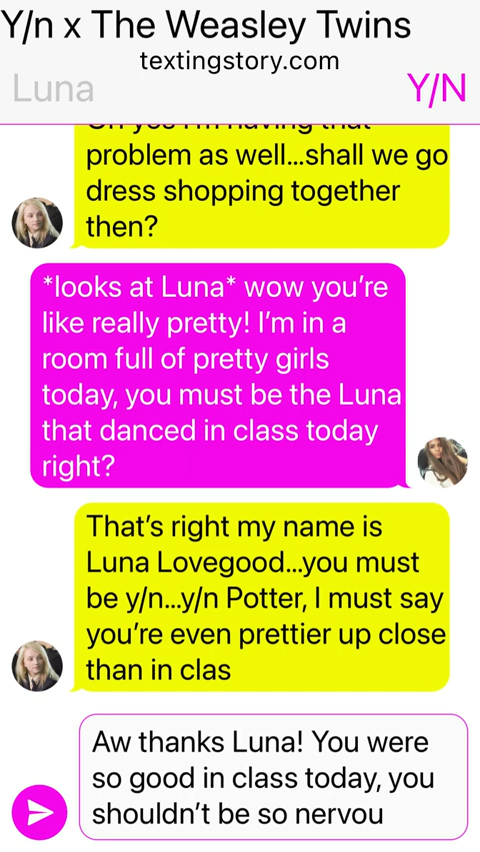 Y/n x The Weasley Twins
textingstory.com
Luna
Y/N
Oh yes I'm having that
problem as well...shall we go
dress shopping together
then?
*looks at Luna* wow you're
like really pretty! I'm in a
room full of pretty girls
today, you must be the Luna
that danced in class today
right?
That's right my name is
Luna Lovegood...you must
be y/n...y/n Potter, I must say
you're even prettier up close
than in clas
Aw thanks Luna! You were
so good in class today, you
shouldn't be so nervou